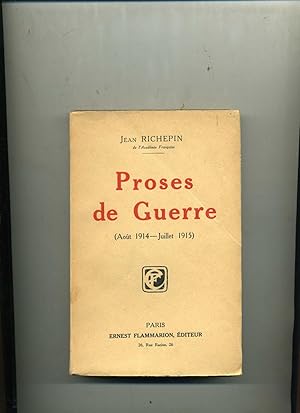 JEAN RICHEPIN
de l'Académie Française
Proses
de Guerre
(Août 1914—Juillet 1915)
PARIS
ERNEST FLAMMARION, ÉDITEUR
26, Rue Racine, 26